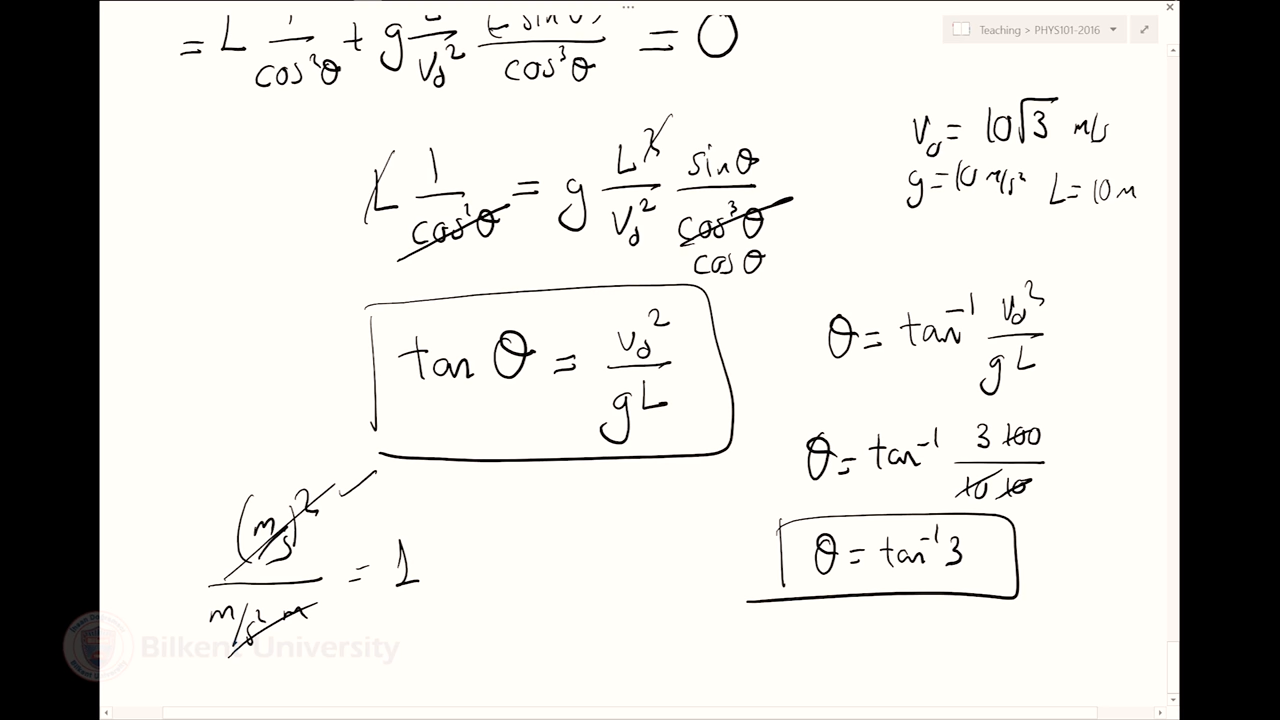 Teaching > PHYS101-2016
= L 1/cos²θ + g /v₀² sinθ/cos³θ = 0
v₀ = 10√3 m/s
g = 10 m/s² L = 10 m
L 1/cos²θ = g L²/v₀² sinθ/cos³θ
cosθ
tan θ = v₀²/gL
θ = tan⁻¹ v₀²/gL
θ = tan⁻¹ 3 100/10 10
(m/s)²/m/s² m = 1
θ = tan⁻¹ 3
Bilkent University